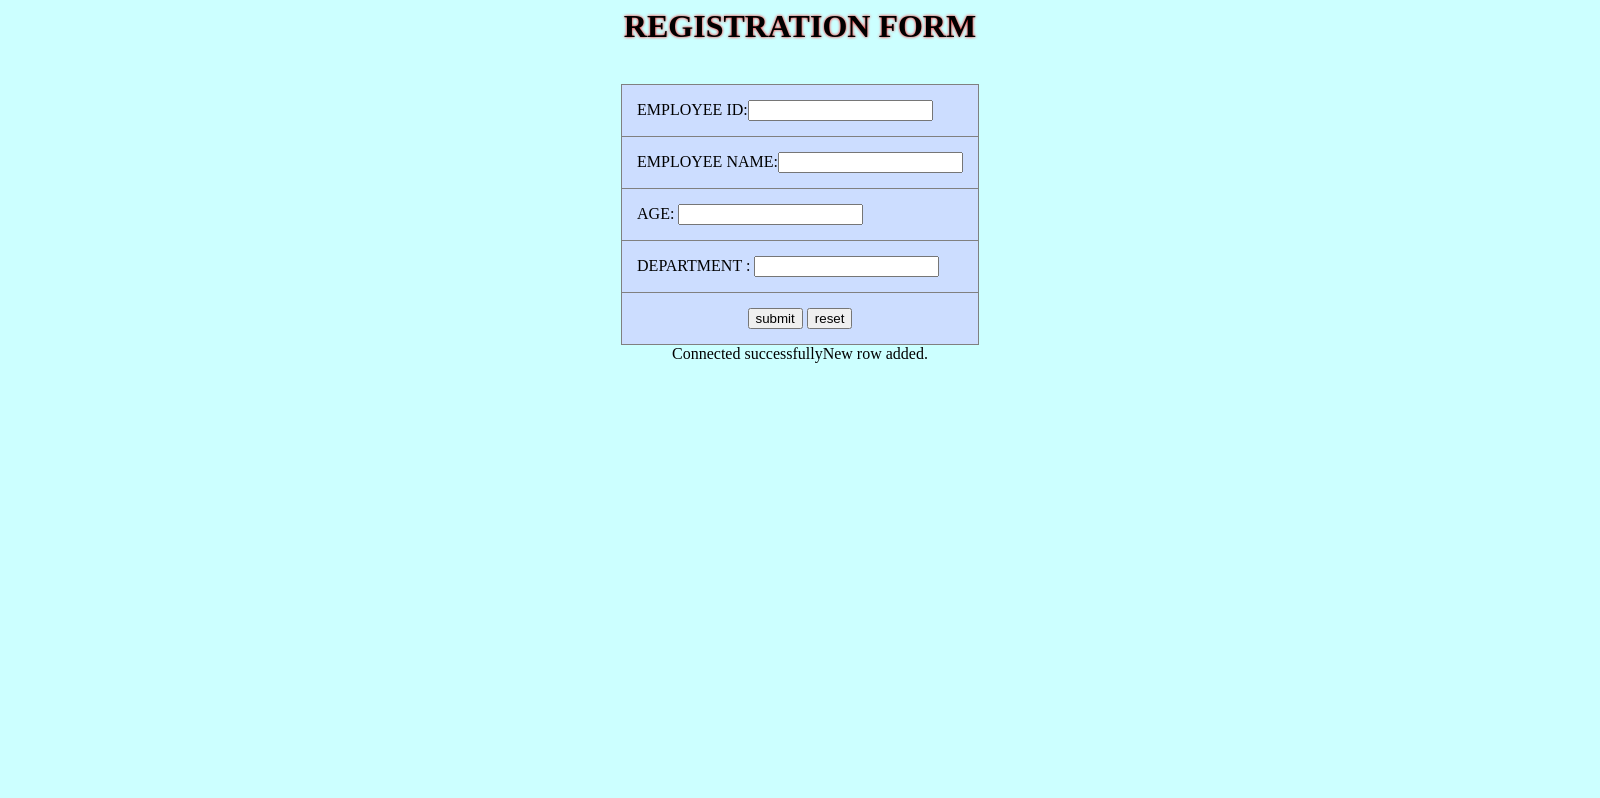 REGISTRATION FORM
EMPLOYEE ID:
EMPLOYEE NAME:
AGE:
DEPARTMENT :
submit reset
Connected successfullyNew row added.